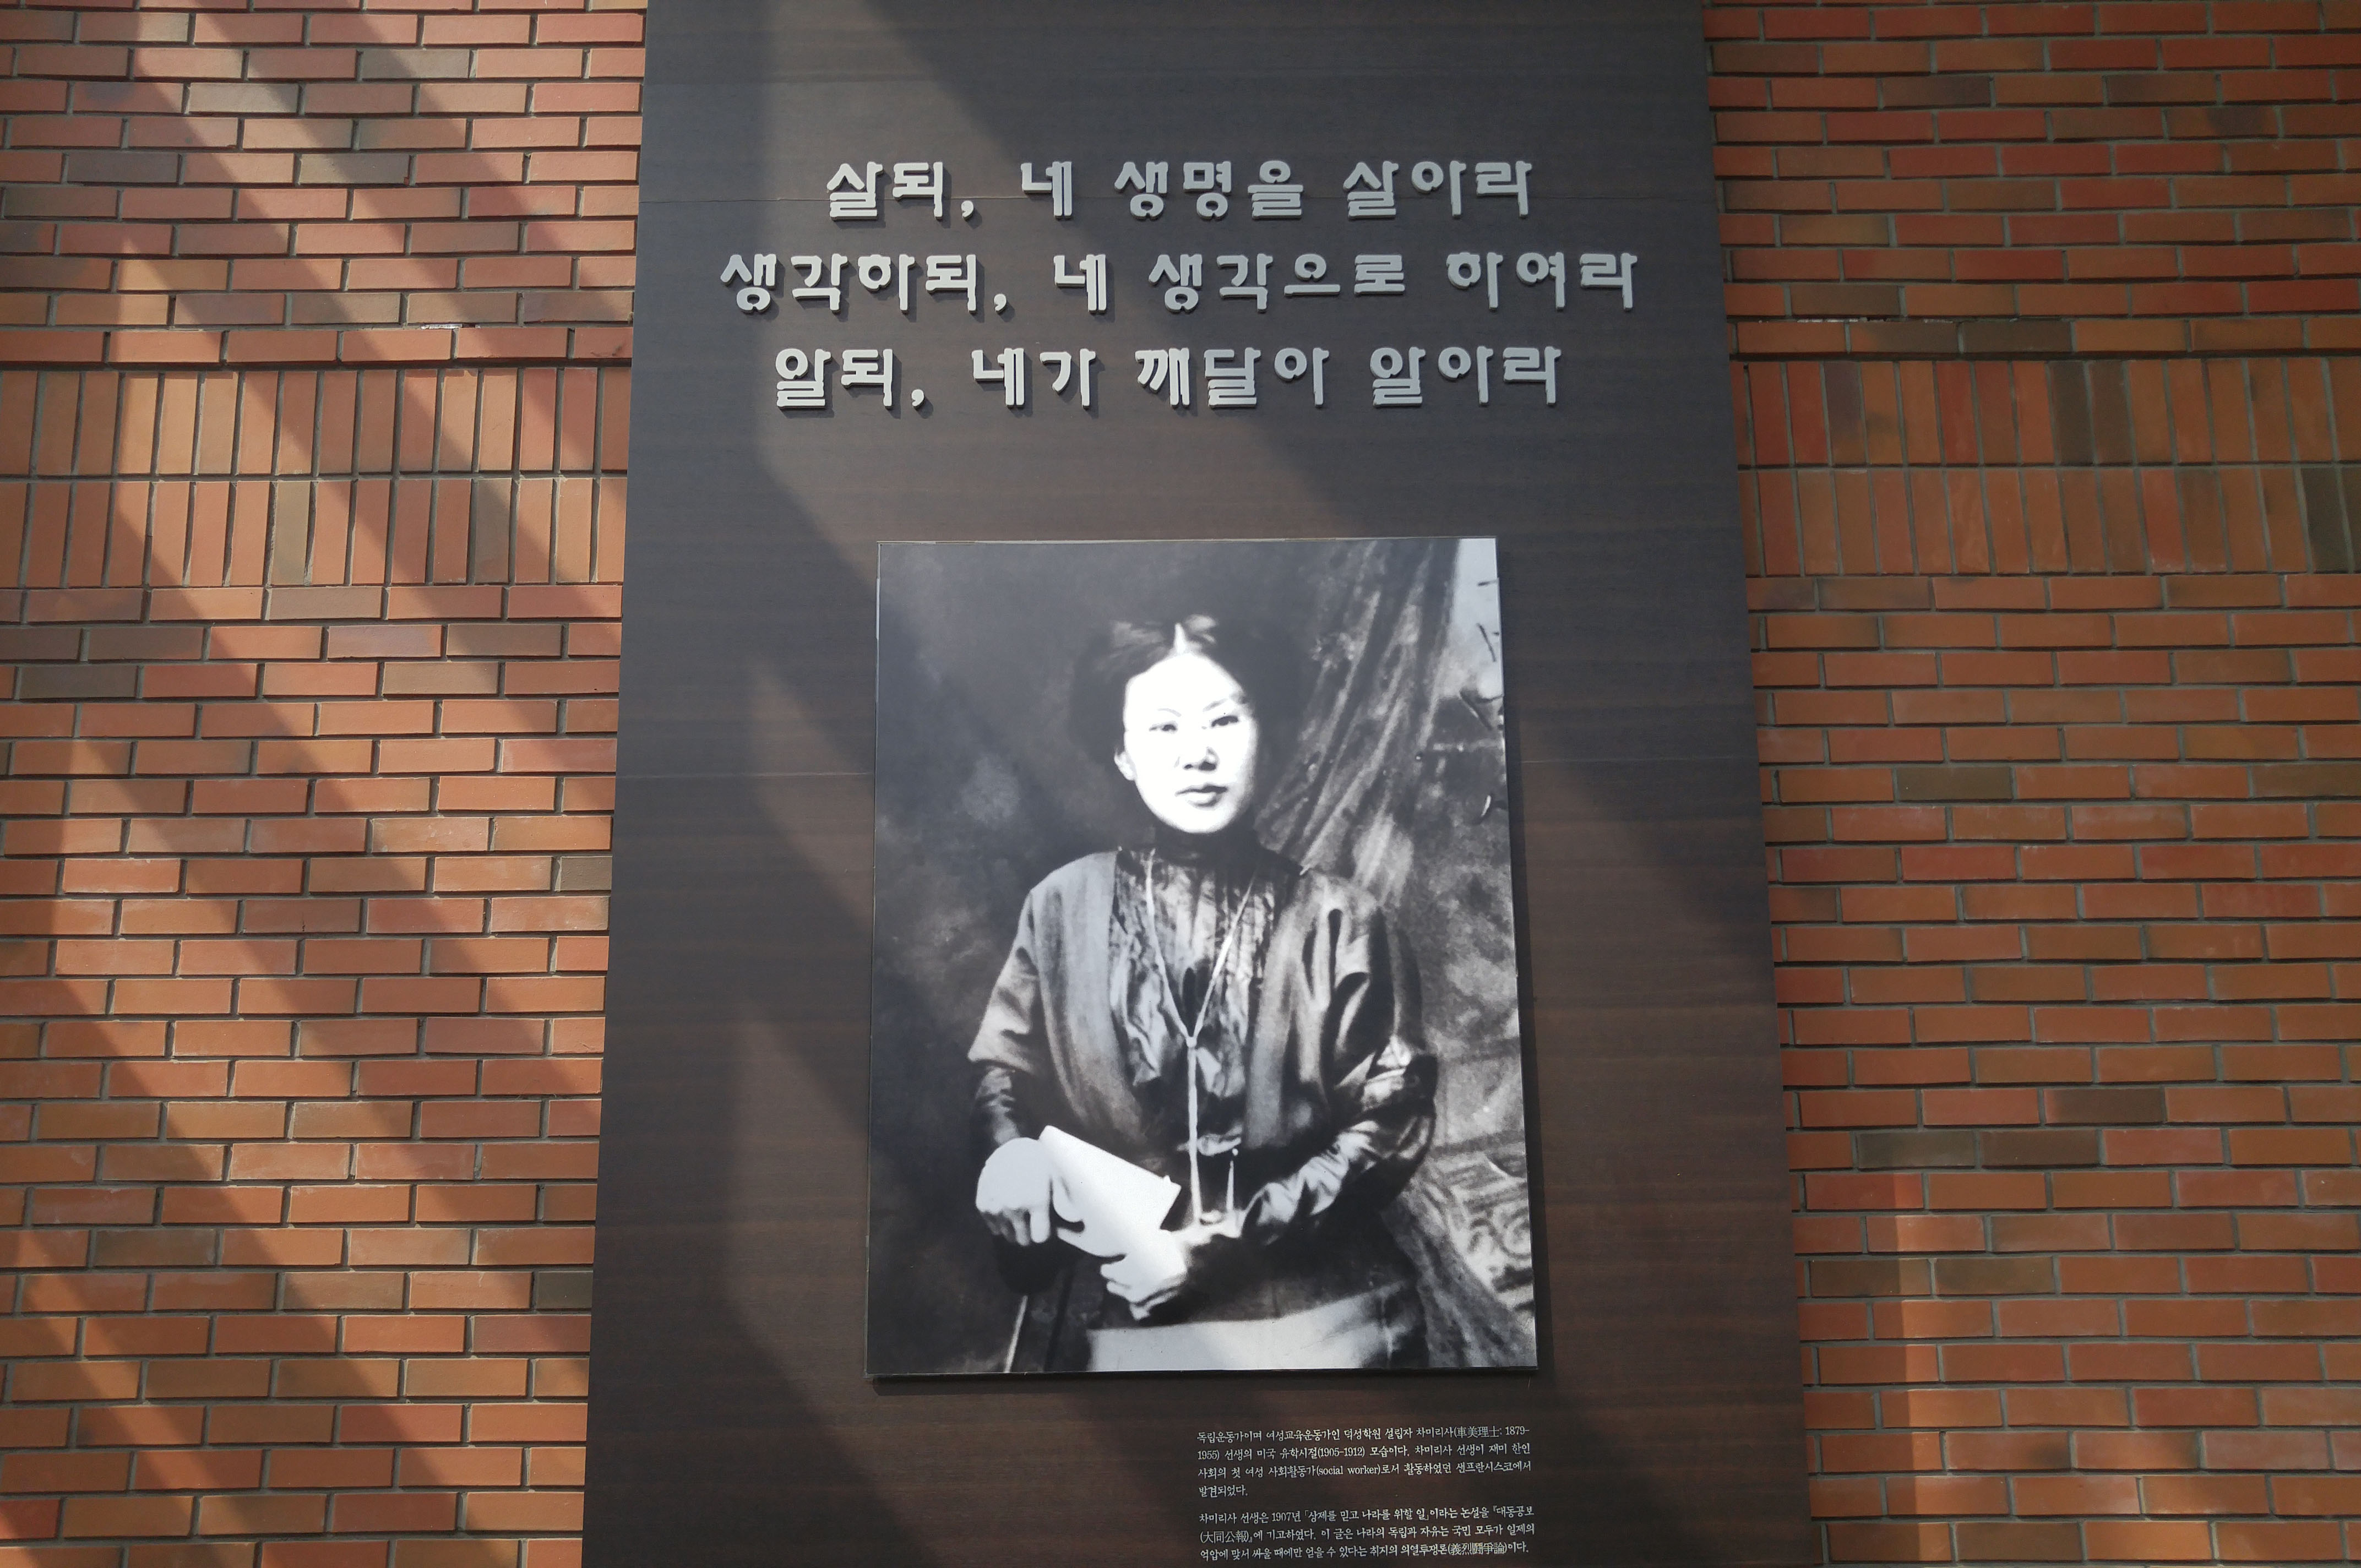 살되, 네 생명을 살아라
생각하되, 네 생각으로 하여라
알되, 네가 깨달아 알아라
독립운동가이며 여성교육운동가인 덕성학원 설립자 차미리사(車美理士: 1879-
1955) 선생의 미국 유학시절(1905-1912) 모습이다. 차미리사 선생이 재미 한인
사회의 첫 여성 사회활동가(social worker)로서 활동하였던 샌프란시스코에서
발견되었다.
차미리사 선생은 1907년 「상제를 믿고 나라를 위할 일」이라는 논설을 『대동공보
(大同公報)』에 기고하였다. 이 글은 나라의 독립과 자유는 국민 모두가 일제의
억압에 맞서 싸울 때에만 얻을 수 있다는 취지의 의열투쟁론(義烈鬪爭論)이다.